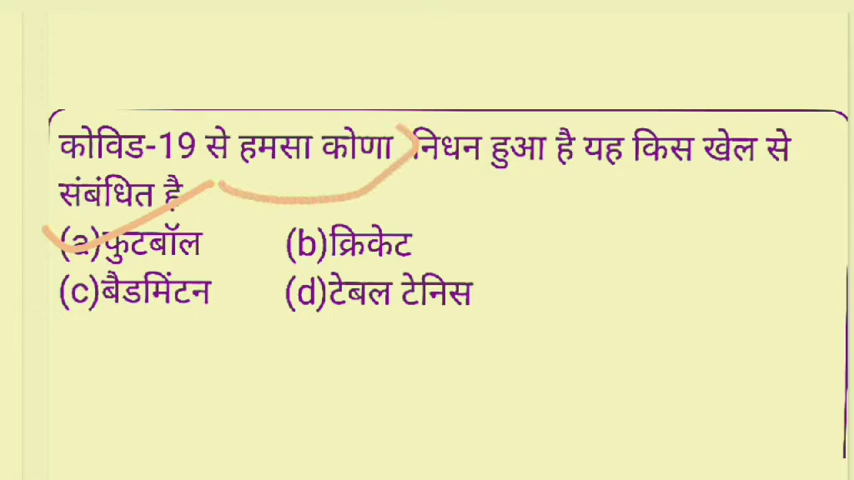 कोविड-19 से हमसा कोणा निधन हुआ है यह किस खेल से
संबंधित है
(a)फुटबॉल (b)क्रिकेट
(c)बैडमिंटन (d)टेबल टेनिस